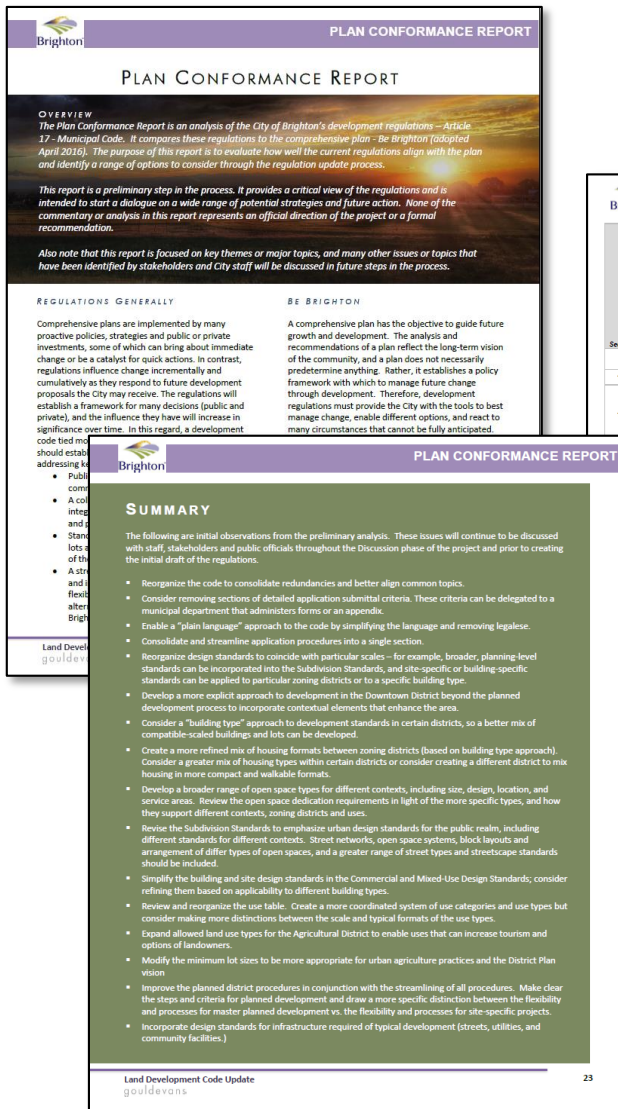 Brighton
PLAN CONFORMANCE REPORT
PLAN CONFORMANCE REPORT
OVERVIEW
The Plan Conformance Report is an analysis of the City of Brighton's development regulations – Article
17 - Municipal Code. It compares these regulations to the comprehensive plan - Be Brighton (adopted
April 2016). The purpose of this report is to evaluate how well the current regulations align with the plan
and identify a range of options to consider through the regulation update process.
This report is a preliminary step in the process. It provides a critical view of the regulations and is
intended to start a dialogue on a wide range of potential strategies and future action. None of the
commentary or analysis in this report represents an official direction of the project or a formal
recommendation.
Also note that this report is focused on key themes or major topics, and many other issues or topics that
have been identified by stakeholders and City staff will be discussed in future steps in the process.
REGULATIONS GENERALLY
Comprehensive plans are implemented by many
proactive policies, strategies and public or private
investments, some of which can bring about immediate
change or be a catalyst for quick actions. In contrast,
regulations influence change incrementally and
cumulatively as they respond to future development
proposals the City may receive. The regulations will
establish a framework for many decisions (public and
private), and the influence they have will increase in
significance over time. In this regard, a development
code tied mo
should establ
addressing ke
• Publi
comm
• A col
integ
and p
• Stand
lots a
of th
• A str
and i
flexib
altern
Brigh
Land Devel
gouldev
BE BRIGHTON
A comprehensive plan has the objective to guide future
growth and development. The analysis and
recommendations of a plan reflect the long-term vision
of the community, and a plan does not necessarily
predetermine anything. Rather, it establishes a policy
framework with which to manage future change
through development. Therefore, development
regulations must provide the City with the tools to best
manage change, enable different options, and react to
many circumstances that cannot be fully anticipated.
B
Se
Brighton
PLAN CONFORMANCE REPORT
SUMMARY
The following are initial observations from the preliminary analysis. These issues will continue to be discussed
with staff, stakeholders and public officials throughout the Discussion phase of the project and prior to creating
the initial draft of the regulations.
▪ Reorganize the code to consolidate redundancies and better align common topics.
▪ Consider removing sections of detailed application submittal criteria. These criteria can be delegated to a
municipal department that administers forms or an appendix.
▪ Enable a "plain language" approach to the code by simplifying the language and removing legalese.
▪ Consolidate and streamline application procedures into a single section.
▪ Reorganize design standards to coincide with particular scales – for example, broader, planning-level
standards can be incorporated into the Subdivision Standards, and site-specific or building-specific
standards can be applied to particular zoning districts or to a specific building type.
▪ Develop a more explicit approach to development in the Downtown District beyond the planned
development process to incorporate contextual elements that enhance the area.
▪ Consider a "building type" approach to development standards in certain districts, so a better mix of
compatible-scaled buildings and lots can be developed.
▪ Create a more refined mix of housing formats between zoning districts (based on building type approach).
Consider a greater mix of housing types within certain districts or consider creating a different district to mix
housing in more compact and walkable formats.
▪ Develop a broader range of open space types for different contexts, including size, design, location, and
service areas. Review the open space dedication requirements in light of the more specific types, and how
they support different contexts, zoning districts and uses.
▪ Revise the Subdivision Standards to emphasize urban design standards for the public realm, including
different standards for different contexts. Street networks, open space systems, block layouts and
arrangement of differ types of open spaces, and a greater range of street types and streetscape standards
should be included.
▪ Simplify the building and site design standards in the Commercial and Mixed-Use Design Standards; consider
refining them based on applicability to different building types.
▪ Review and reorganize the use table. Create a more coordinated system of use categories and use types but
consider making more distinctions between the scale and typical formats of the use types.
▪ Expand allowed land use types for the Agricultural District to enable uses that can increase tourism and
options of landowners.
▪ Modify the minimum lot sizes to be more appropriate for urban agriculture practices and the District Plan
vision
▪ Improve the planned district procedures in conjunction with the streamlining of all procedures. Make clear
the steps and criteria for planned development and draw a more specific distinction between the flexibility
and processes for master planned development vs. the flexibility and processes for site-specific projects.
▪ Incorporate design standards for infrastructure required of typical development (streets, utilities, and
community facilities.)
Land Development Code Update
gouldevans
23